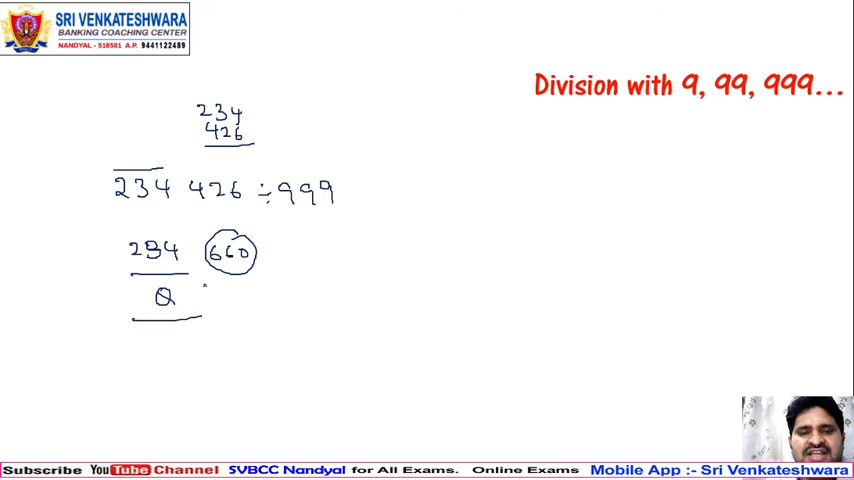 SRI VENKATESHWARA
BANKING COACHING CENTER
NANDYAL - 518501 A.P. 9441122489
Division with 9, 99, 999...
234
426
234 426 ÷ 999
234 660
Q
Subscribe YouTube Channel SVBCC Nandyal for All Exams. Online Exams Mobile App :- Sri Venkateshwara